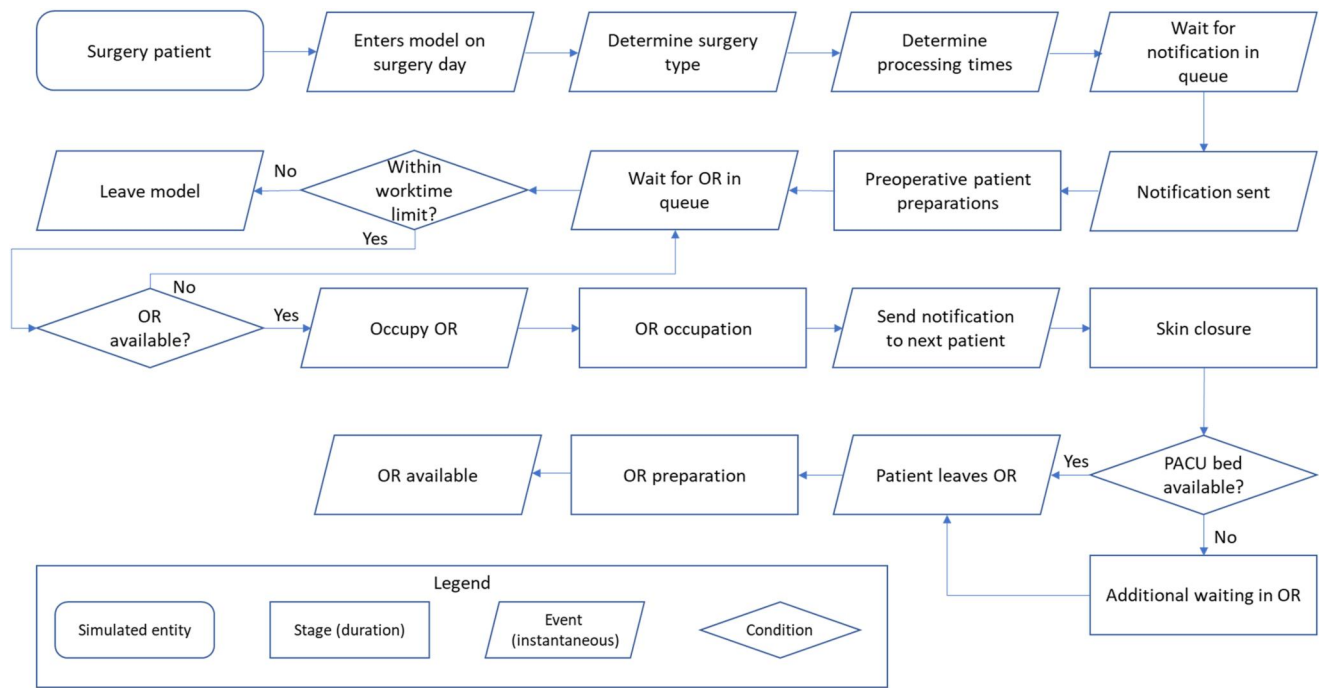 Surgery patient
Enters model on
surgery day
Determine surgery
type
Determine
processing times
Wait for
notification in
queue
Leave model
No
Within
worktime
limit?
Yes
Wait for OR in
queue
Preoperative patient
preparations
Notification sent
OR
available?
No
Yes
Occupy OR
OR occupation
Send notification
to next patient
Skin closure
OR available
OR preparation
Patient leaves OR
Yes
PACU bed
available?
No
Additional waiting in OR
Legend
Simulated entity
Stage (duration)
Event
(instantaneous)
Condition